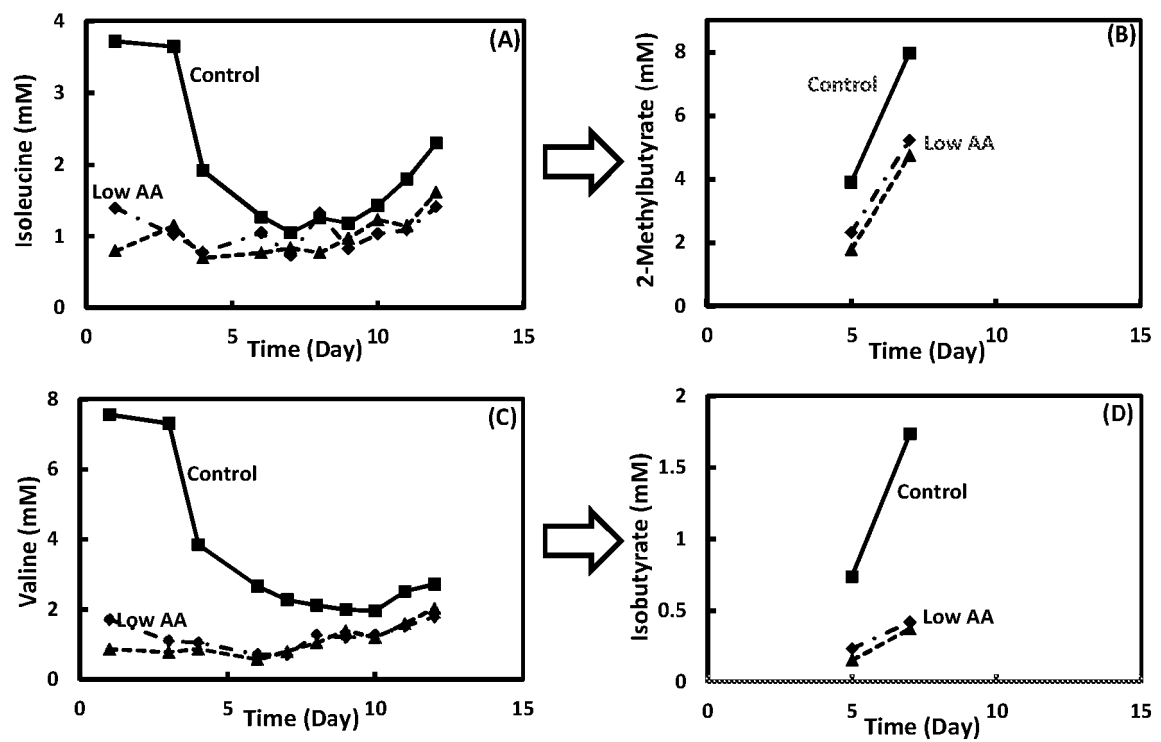 (A)
Isoleucine (mM)
4
3
2
1
0
Control
Low AA
0 5 10 15
Time (Day)
(B)
2-Methylbutyrate (mM)
8
6
4
2
0
Control
Low AA
0 5 10 15
Time (Day)
(C)
Valine (mM)
8
6
4
2
0
Control
Low AA
0 5 10 15
Time (Day)
(D)
Isobutyrate (mM)
2
1.5
1
0.5
0
Control
Low AA
0 5 10 15
Time (Day)